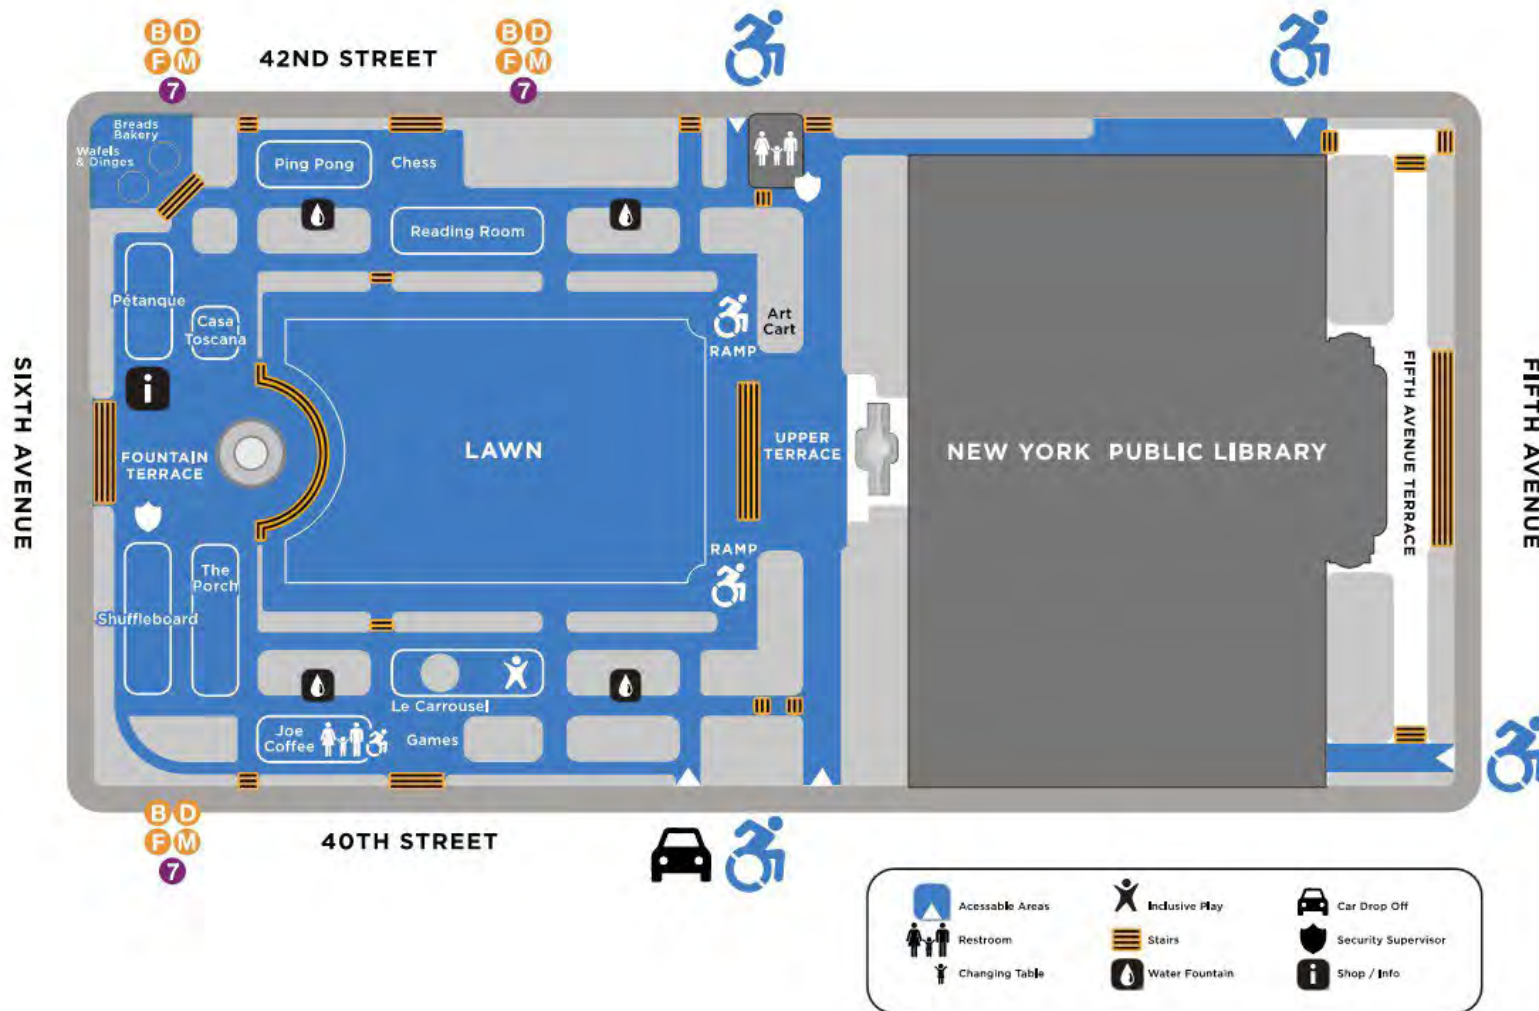 B D
F M
7
42ND STREET
B D
F M
7
Breads
Bakery
Wafels
& Dinges
Ping Pong
Chess
Reading Room
Pétanque
Casa
Toscana
i
RAMP
Art
Cart
SIXTH AVENUE
FOUNTAIN
TERRACE
LAWN
UPPER
TERRACE
NEW YORK PUBLIC LIBRARY
FIFTH AVENUE TERRACE
FIFTH AVENUE
RAMP
The
Porch
Shuffleboard
Le Carrousel
Joe
Coffee
Games
B D
F M
7
40TH STREET
Acessable Areas
Inclusive Play
Car Drop Off
Restroom
Stairs
Security Supervisor
Changing Table
Water Fountain
i
Shop / Info